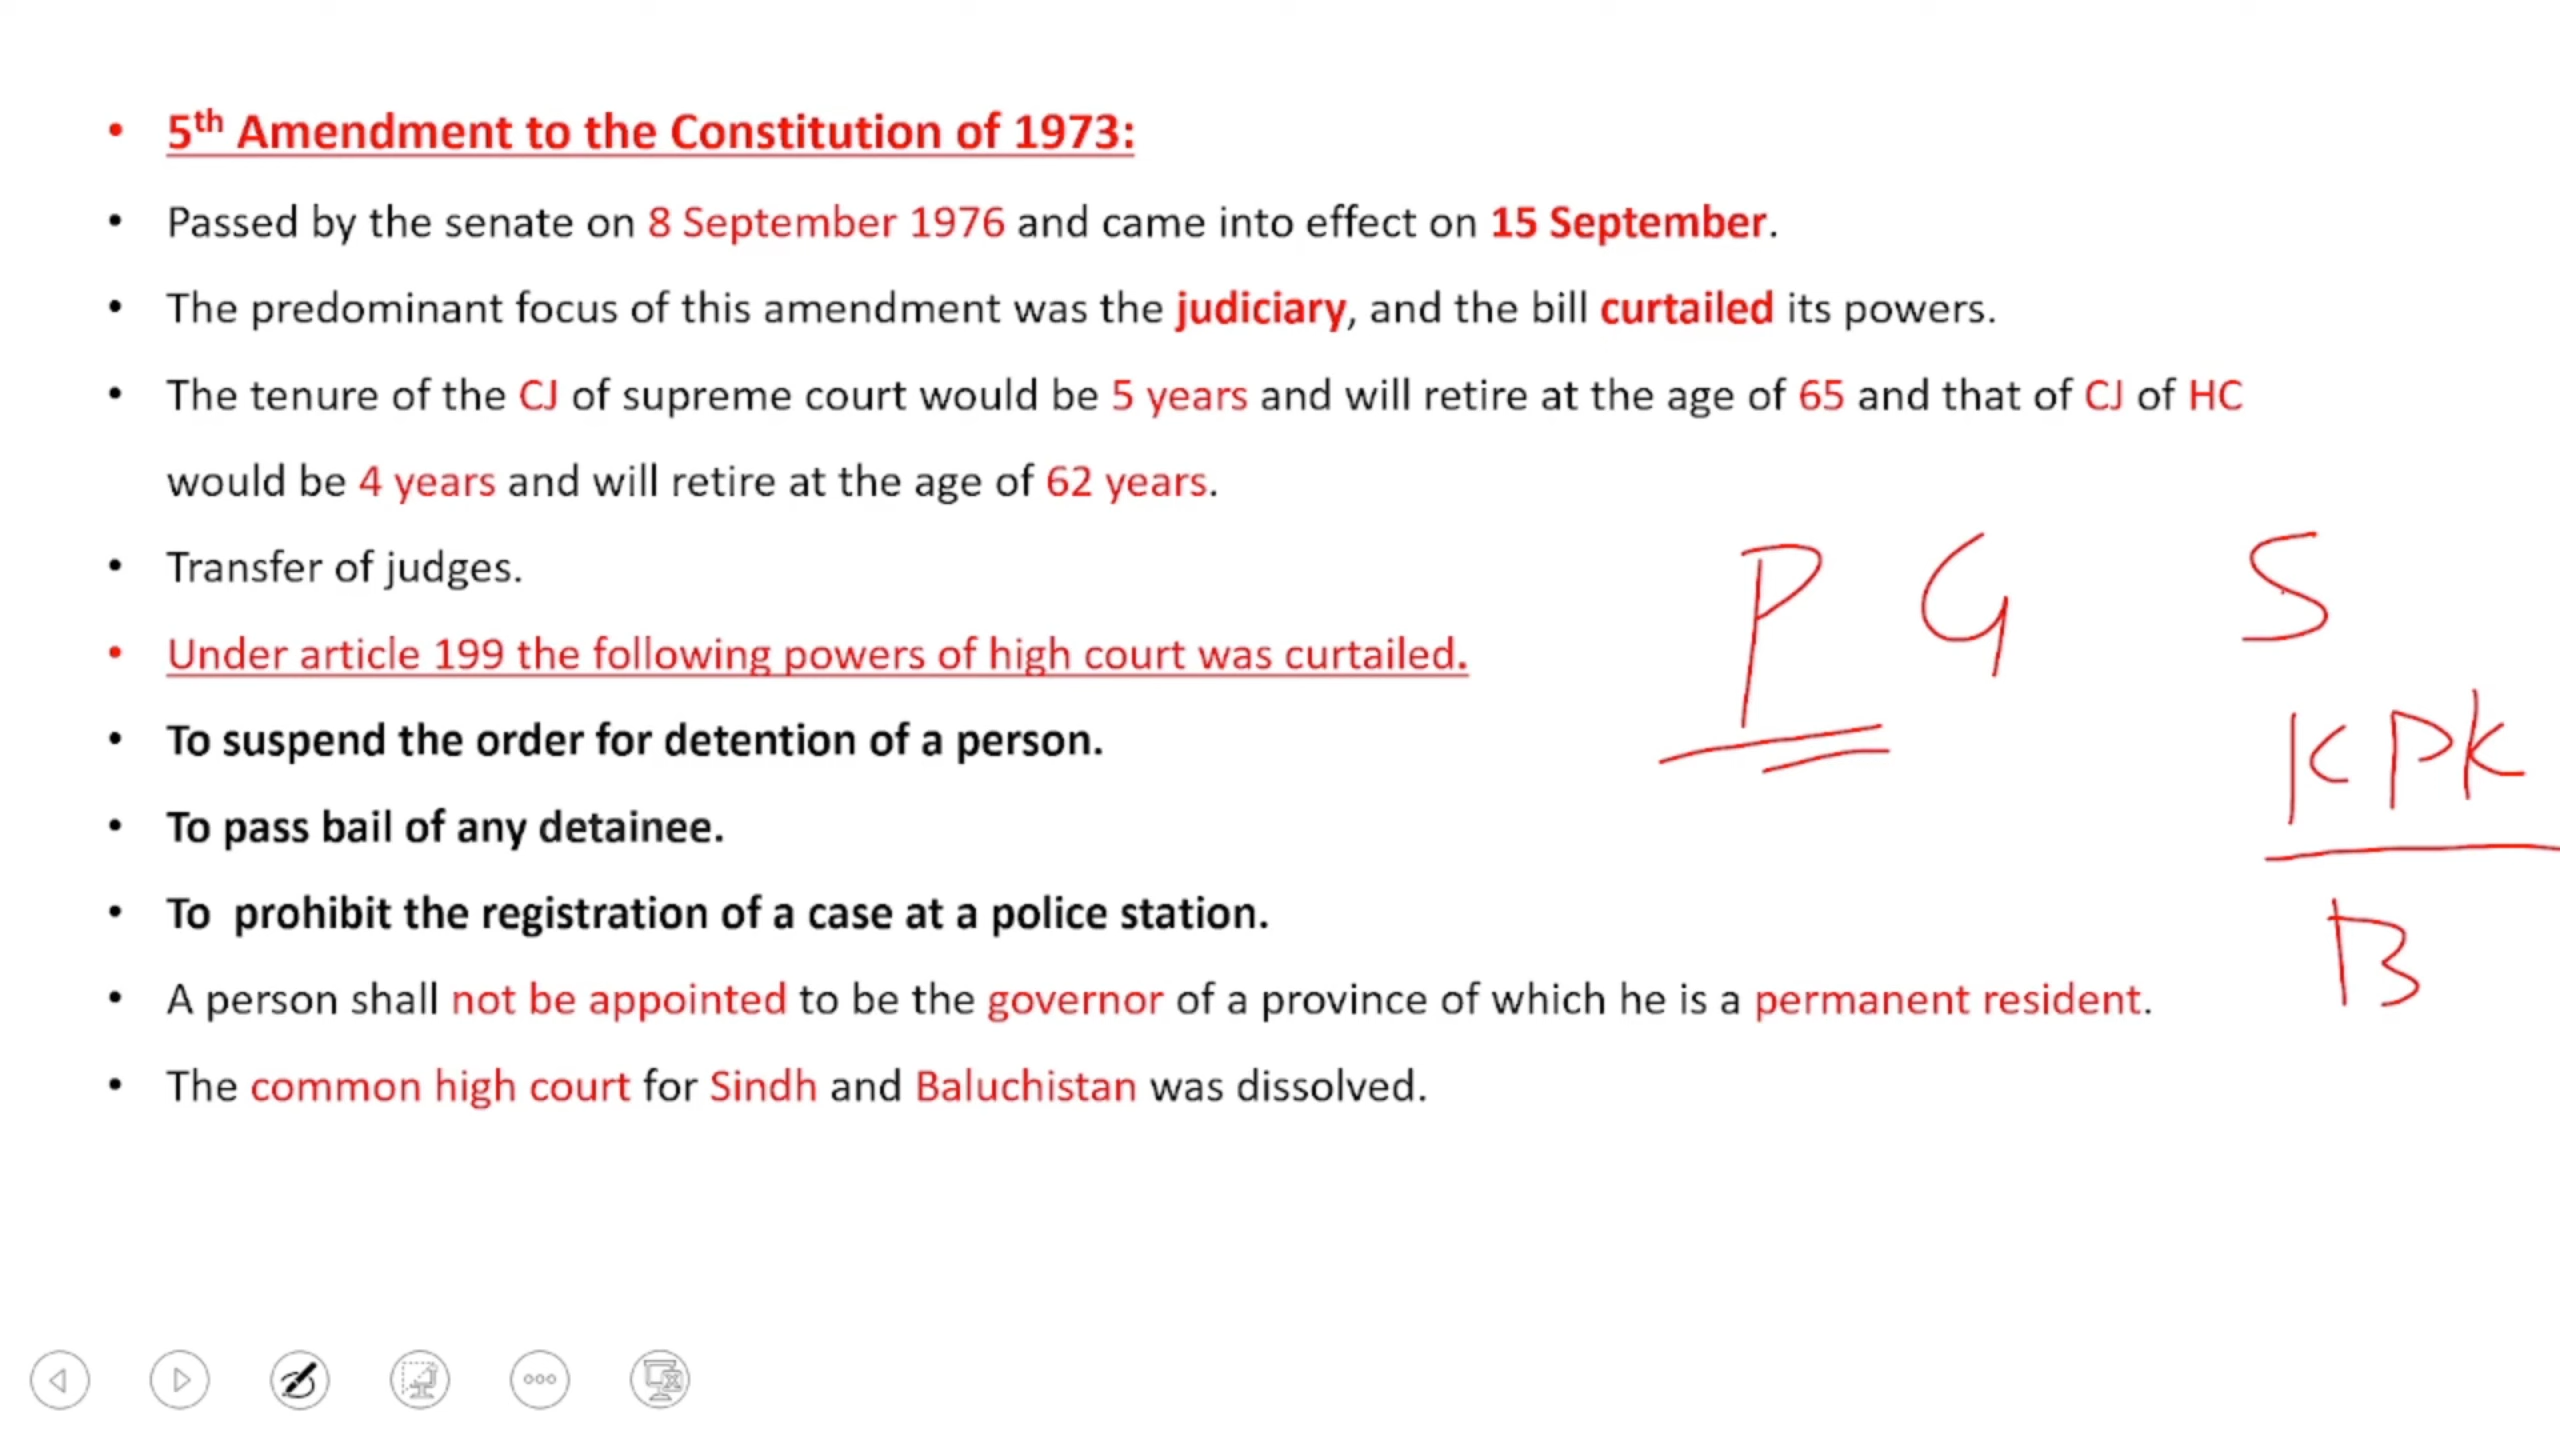 • 5th Amendment to the Constitution of 1973:
• Passed by the senate on 8 September 1976 and came into effect on 15 September.
• The predominant focus of this amendment was the judiciary, and the bill curtailed its powers.
• The tenure of the CJ of supreme court would be 5 years and will retire at the age of 65 and that of CJ of HC
would be 4 years and will retire at the age of 62 years.
• Transfer of judges.
• Under article 199 the following powers of high court was curtailed.
• To suspend the order for detention of a person.
• To pass bail of any detainee.
• To  prohibit the registration of a case at a police station.
• A person shall not be appointed to be the governor of a province of which he is a permanent resident.
• The common high court for Sindh and Baluchistan was dissolved.
P G S
KPK
B